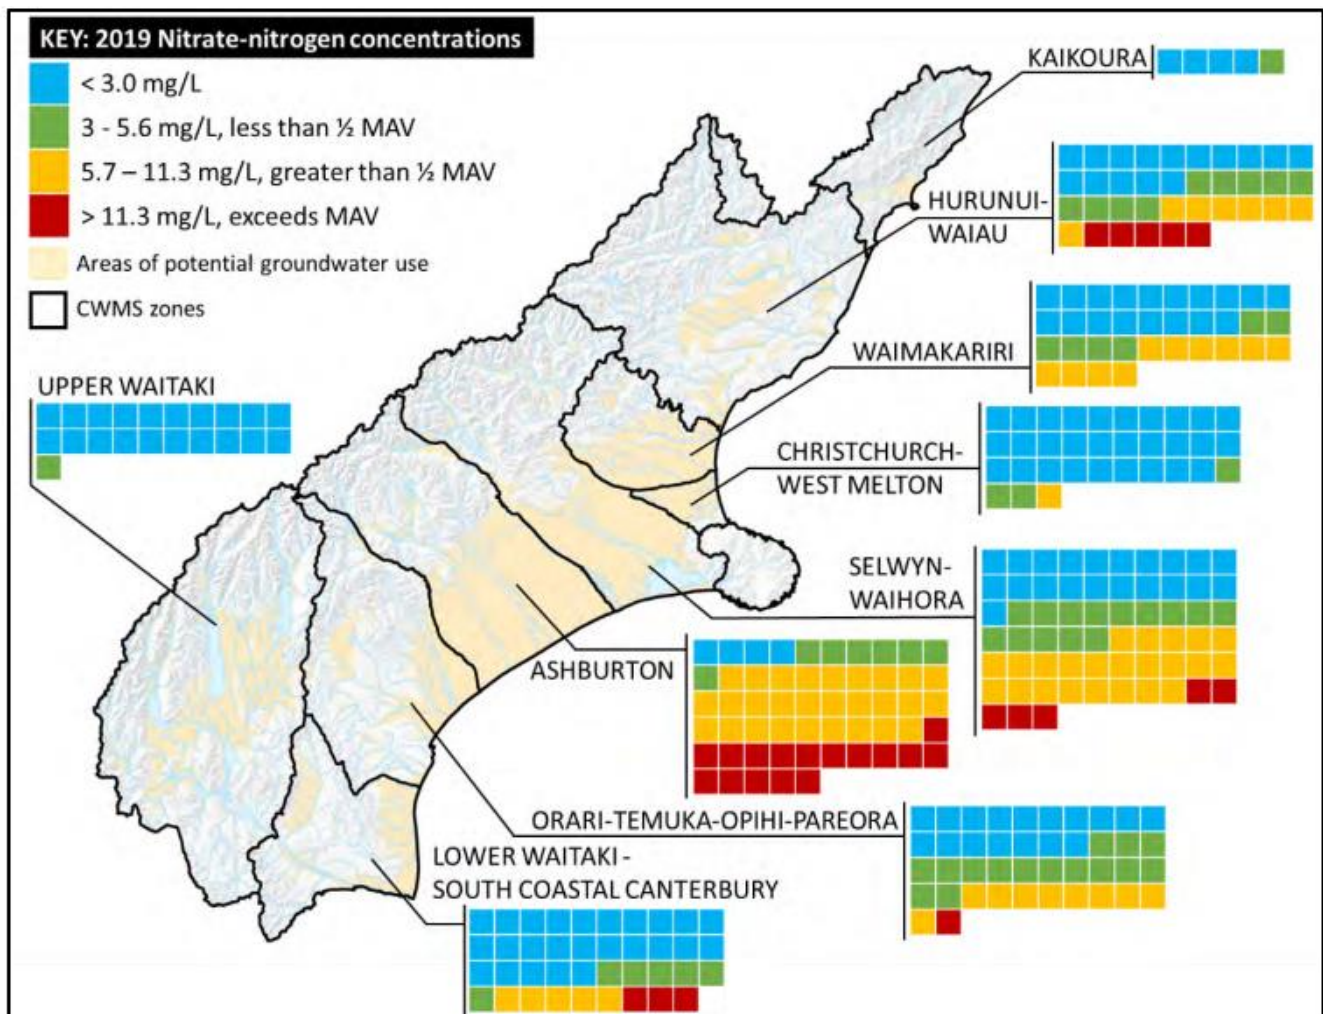 KEY: 2019 Nitrate-nitrogen concentrations
< 3.0 mg/L
3 - 5.6 mg/L, less than ½ MAV
5.7 – 11.3 mg/L, greater than ½ MAV
> 11.3 mg/L, exceeds MAV
Areas of potential groundwater use
CWMS zones
KAIKOURA
HURUNUI-
WAIAU
WAIMAKARIRI
UPPER WAITAKI
CHRISTCHURCH-
WEST MELTON
SELWYN-
WAIHORA
ASHBURTON
ORARI-TEMUKA-OPIHI-PAREORA
LOWER WAITAKI -
SOUTH COASTAL CANTERBURY